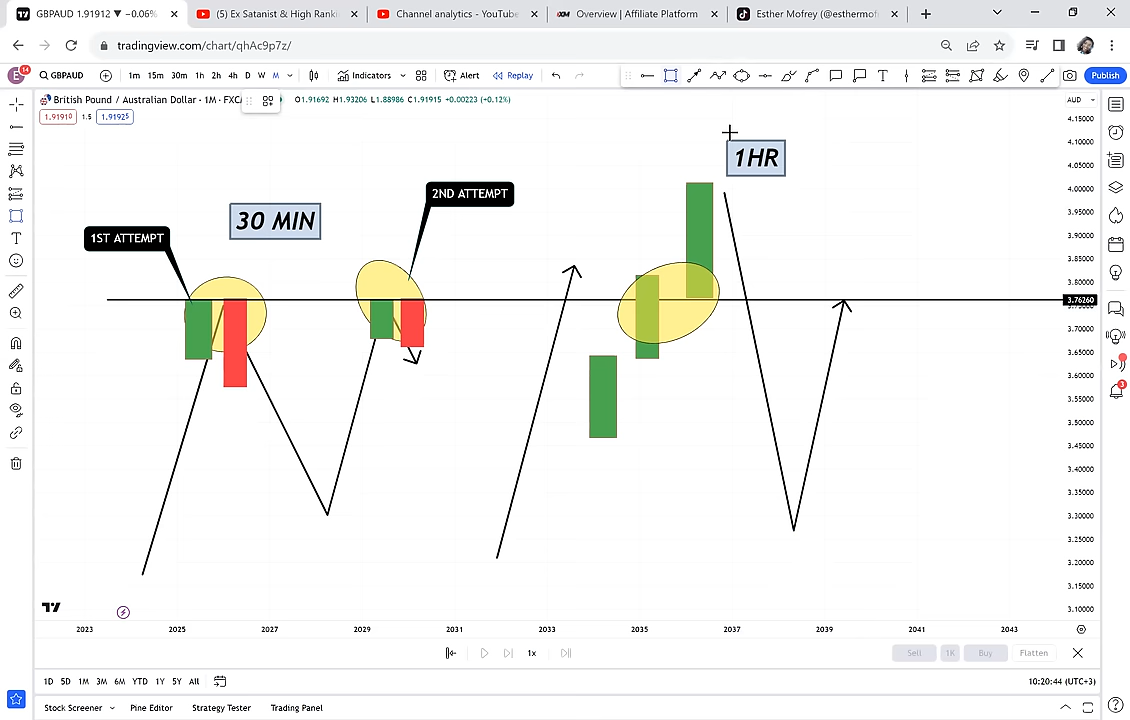 GBPAUD 1.91912 ▼ −0.06%
(5) Ex Satanist & High Ranki
Channel analytics - YouTube
Overview | Affiliate Platform
Esther Mofrey (@esthermof
tradingview.com/chart/qhAc9p7z/
E 14 GBPAUD 1m 15m 30m 1h 2h 4h D W M Indicators Alert Replay Publish
British Pound / Australian Dollar · 1M · FXC O1.91692 H1.93206 L1.88986 C1.91915 +0.00223 (+0.12%) AUD
1.91910 1.5 1.91925
4.15000
4.10000
4.05000
4.00000
3.95000
3.90000
3.85000
3.80000
3.76260
3.70000
3.65000
3.60000
3.55000
3.50000
3.45000
3.40000
3.35000
3.30000
3.25000
3.20000
3.15000
3.10000
1HR
2ND ATTEMPT
30 MIN
1ST ATTEMPT
3
2023 2025 2027 2029 2031 2033 2035 2037 2039 2041 2043
1x Sell 1K Buy Flatten
1D 5D 1M 3M 6M YTD 1Y 5Y All 10:20:44 (UTC+3)
Stock Screener Pine Editor Strategy Tester Trading Panel